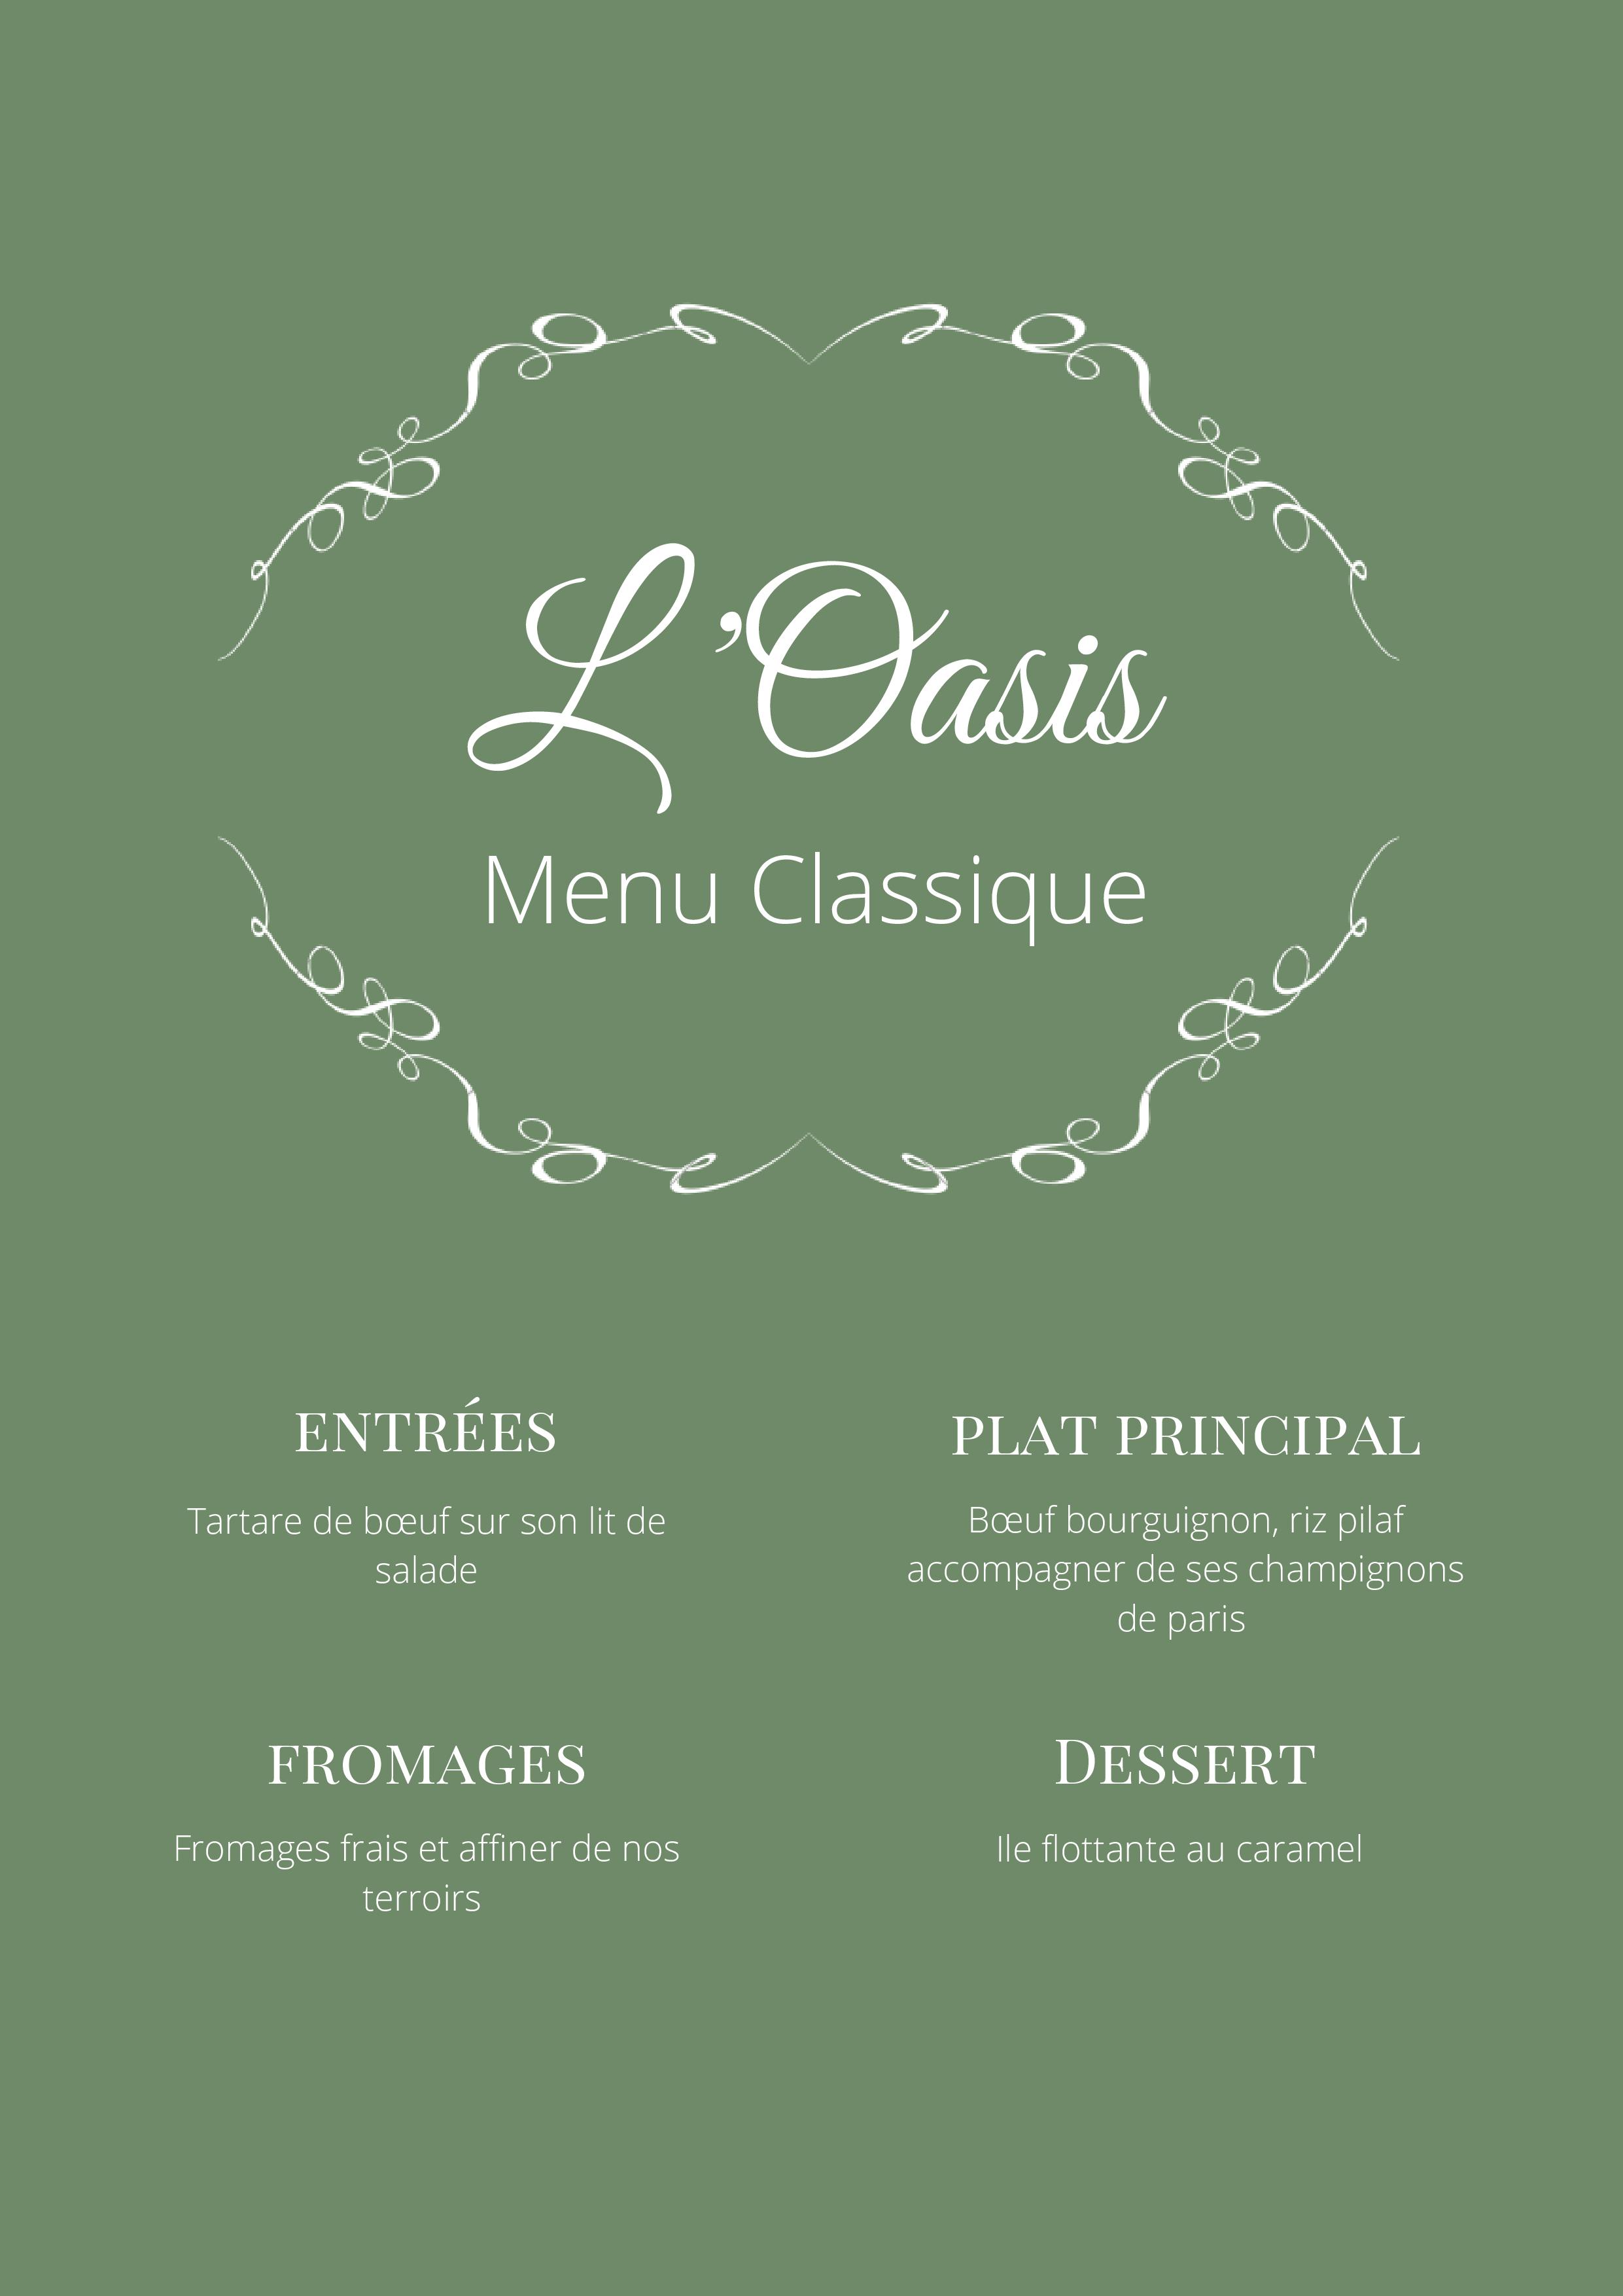 L'Oasis
Menu Classique
ENTRÉES
Tartare de bœuf sur son lit de
salade
PLAT PRINCIPAL
Bœuf bourguignon, riz pilaf
accompagner de ses champignons
de paris
FROMAGES
Fromages frais et affiner de nos
terroirs
DESSERT
Ile flottante au caramel